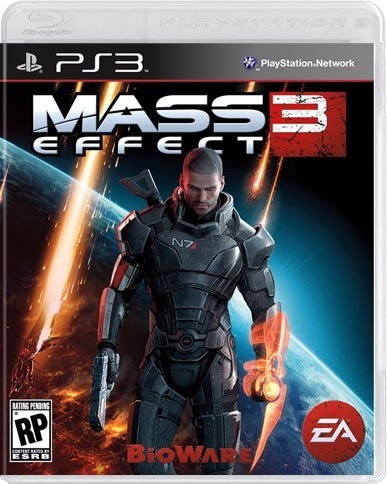 Blu-ray Disc
PLAYSTATION 3
PS3
PlayStation Network
MASS 3
EFFECT
N7
RATING PENDING
RP
CONTENT RATED BY
ESRB
BIOWARE
EA